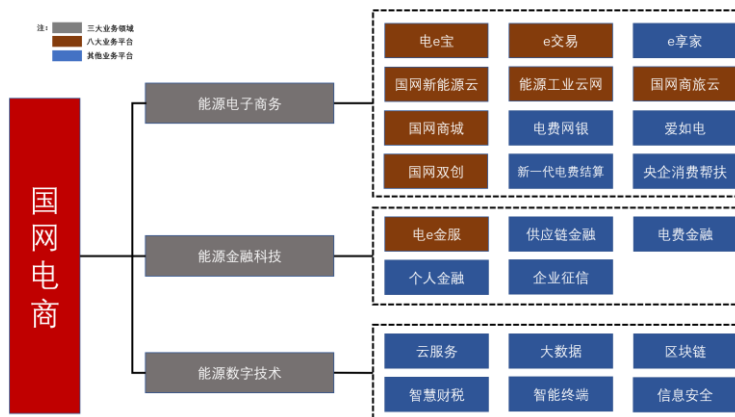 注: 三大业务领域
八大业务平台
其他业务平台
国网电商
能源电子商务
电e宝 e交易 e享家
国网新能源云 能源工业云网 国网商旅云
国网商城 电费网银 爱如电
国网双创 新一代电费结算 央企消费帮扶
能源金融科技
电e金服 供应链金融 电费金融
个人金融 企业征信
能源数字技术
云服务 大数据 区块链
智慧财税 智能终端 信息安全